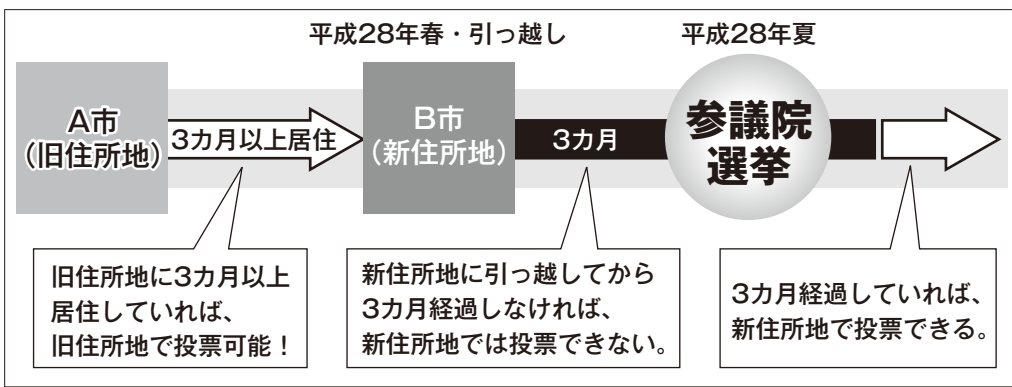 平成28年春・引っ越し
平成28年夏
A市
(旧住所地)
3カ月以上居住
B市
(新住所地)
3カ月
参議院
選挙
旧住所地に3カ月以上
居住していれば、
旧住所地で投票可能！
新住所地に引っ越してから
3カ月経過しなければ、
新住所地では投票できない。
3カ月経過していれば、
新住所地で投票できる。